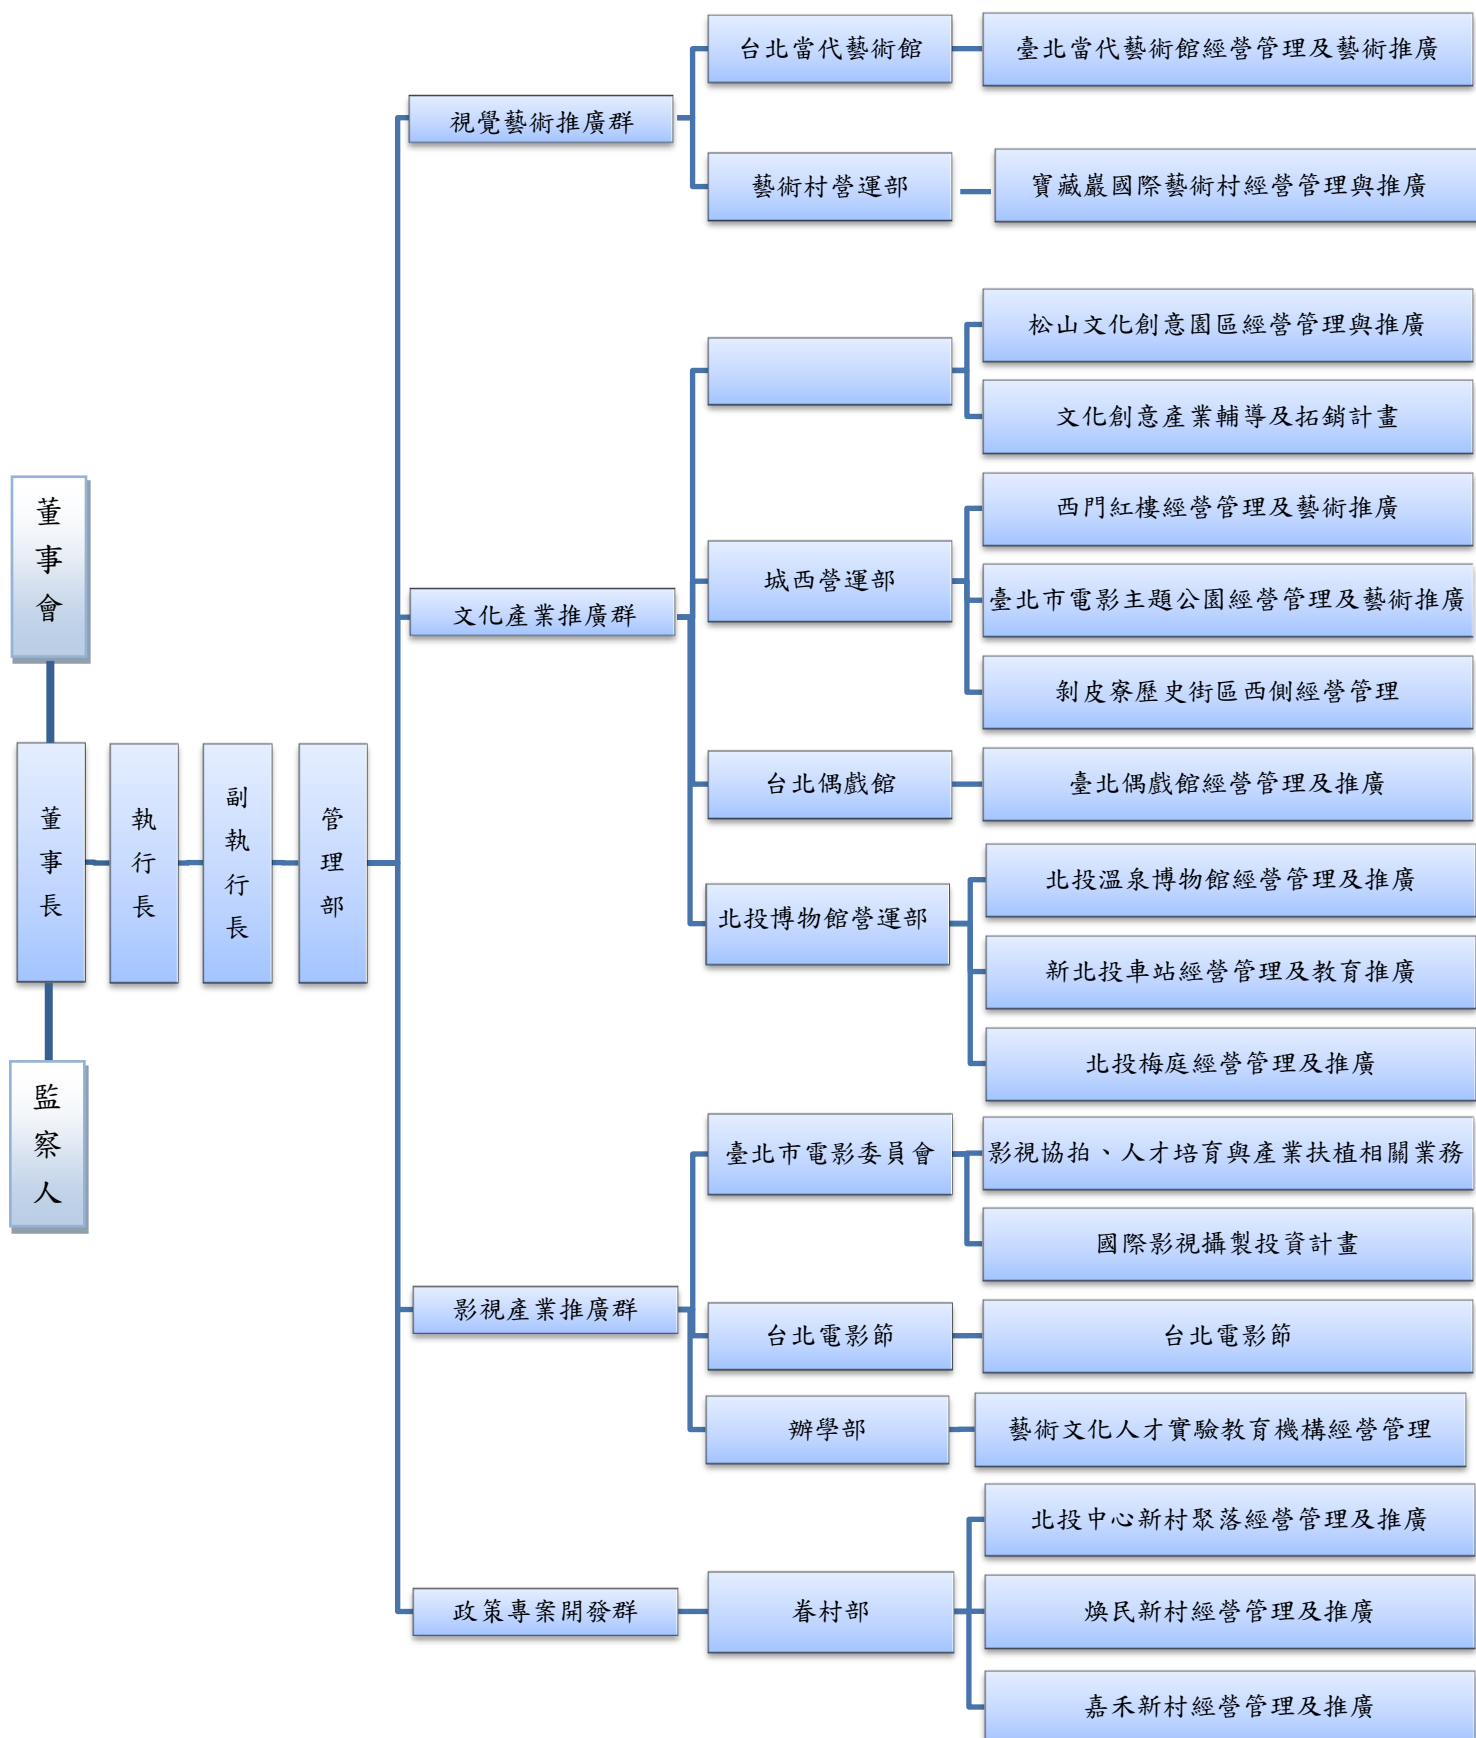 董事會
董事長
監察人
執行長
副執行長
管理部
視覺藝術推廣群
台北當代藝術館
臺北當代藝術館經營管理及藝術推廣
藝術村營運部
寶藏巖國際藝術村經營管理與推廣
文化產業推廣群
松山文化創意園區經營管理與推廣
文化創意產業輔導及拓銷計畫
城西營運部
西門紅樓經營管理及藝術推廣
臺北市電影主題公園經營管理及藝術推廣
剝皮寮歷史街區西側經營管理
台北偶戲館
臺北偶戲館經營管理及推廣
北投博物館營運部
北投溫泉博物館經營管理及推廣
新北投車站經營管理及教育推廣
北投梅庭經營管理及推廣
影視產業推廣群
臺北市電影委員會
影視協拍、人才培育與產業扶植相關業務
國際影視攝製投資計畫
台北電影節
台北電影節
辦學部
藝術文化人才實驗教育機構經營管理
政策專案開發群
眷村部
北投中心新村聚落經營管理及推廣
煥民新村經營管理及推廣
嘉禾新村經營管理及推廣